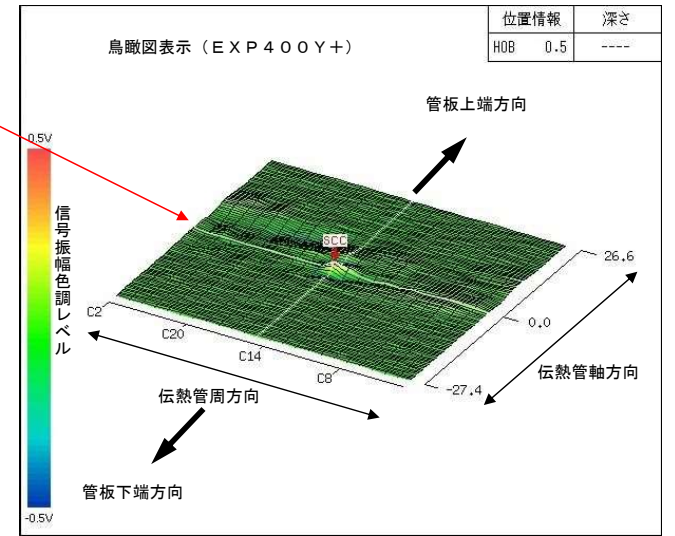 位置情報 深さ
HOB 0.5 ----
鳥瞰図表示（ＥＸＰ４００Ｙ＋）
管板上端方向
0.5V
信号振幅色調レベル
SCC
26.6
0.0
-27.4
C2
C20
C14
C8
伝熱管軸方向
伝熱管周方向
管板下端方向
-0.5V